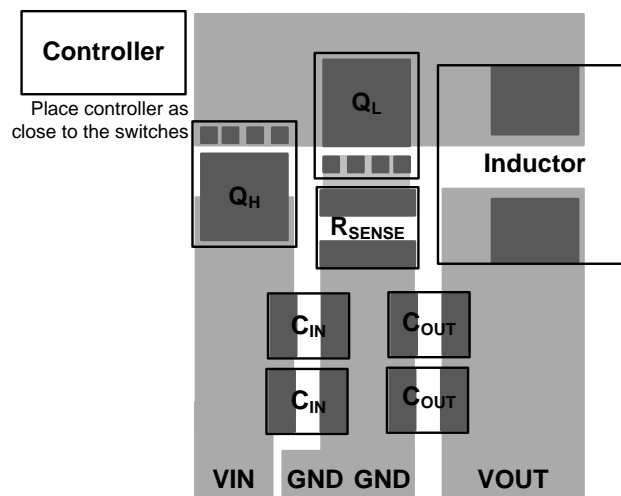 Controller
Place controller as
close to the switches
QL
QH
Inductor
RSENSE
CIN
COUT
CIN
COUT
VIN
GND
GND
VOUT